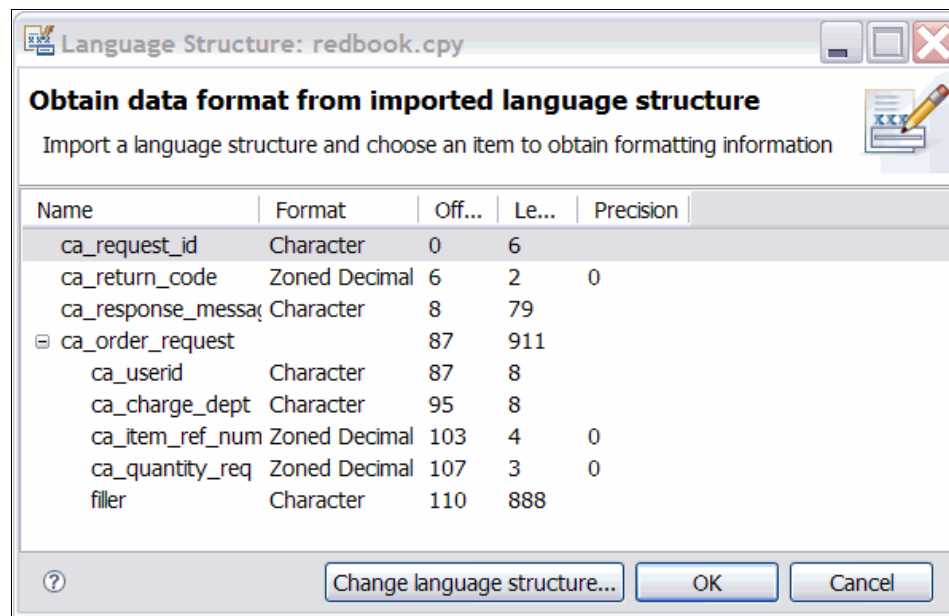 Language Structure: redbook.cpy
Obtain data format from imported language structure
Import a language structure and choose an item to obtain formatting information
Name Format Off... Le... Precision
ca_request_id Character 0 6
ca_return_code Zoned Decimal 6 2 0
ca_response_messag Character 8 79
ca_order_request 87 911
ca_userid Character 87 8
ca_charge_dept Character 95 8
ca_item_ref_num Zoned Decimal 103 4 0
ca_quantity_req Zoned Decimal 107 3 0
filler Character 110 888
? Change language structure... OK Cancel